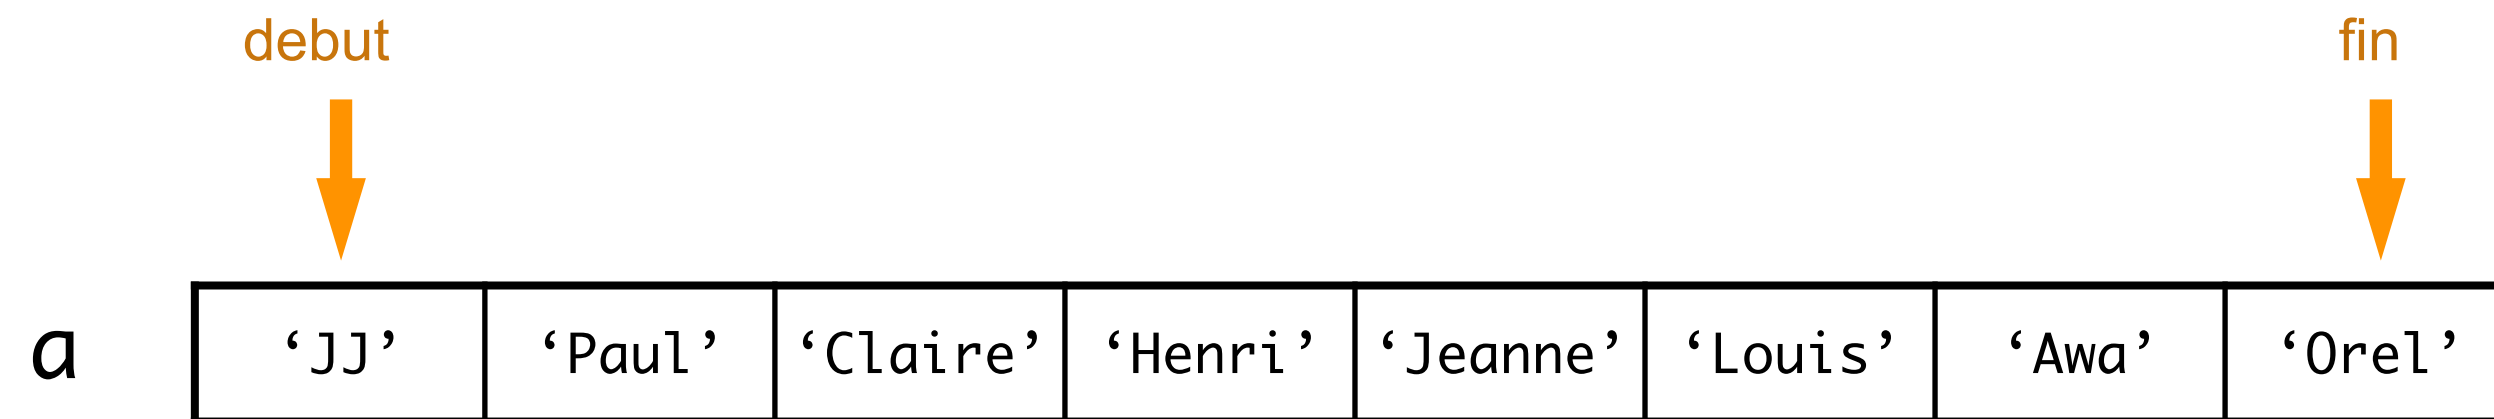 debut fin
a ‘JJ’ ‘Paul’ ‘Claire’ ‘Henri’ ‘Jeanne’ ‘Louis’ ‘Awa’ ‘Orel’